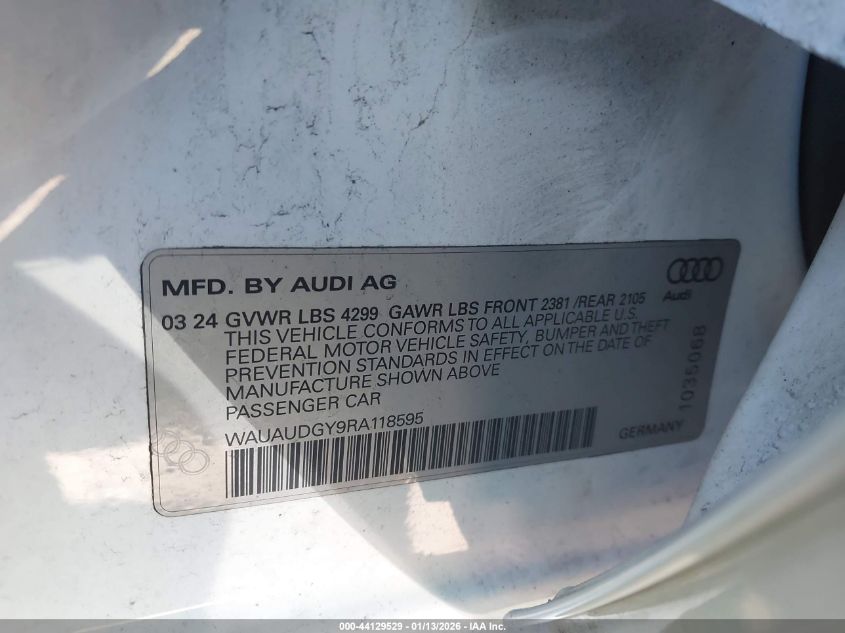 MFD. BY AUDI AG
Audi
03 24 GVWR LBS 4299 GAWR LBS FRONT 2381 /REAR 2105
THIS VEHICLE CONFORMS TO ALL APPLICABLE U.S.
FEDERAL MOTOR VEHICLE SAFETY, BUMPER AND THEFT
PREVENTION STANDARDS IN EFFECT ON THE DATE OF
MANUFACTURE SHOWN ABOVE
PASSENGER CAR
WAUAUDGY9RA118595
GERMANY
1035068
000-44129529 - 01/13/2026 - IAA Inc.